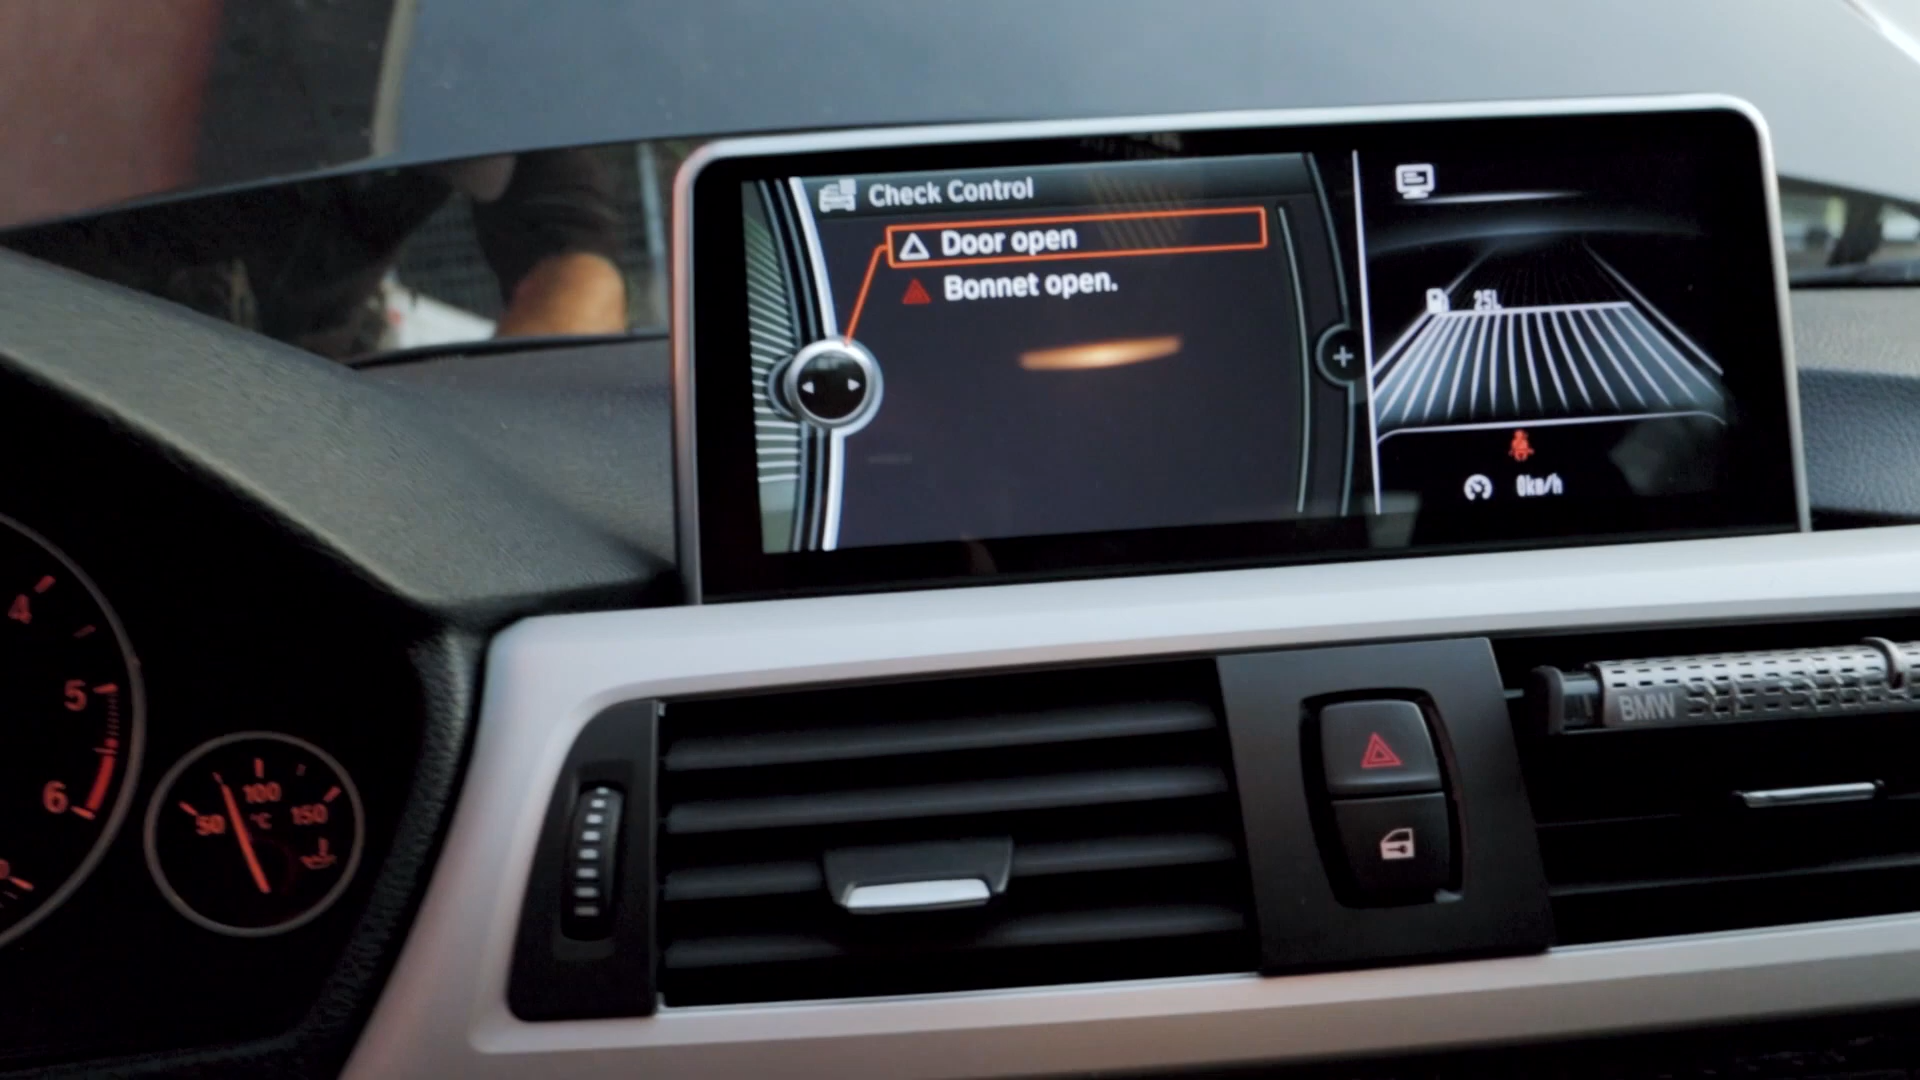 Check Control
Door open
Bonnet open.
25L
0km/h
4
5
6
50
100
150
°C
BMW